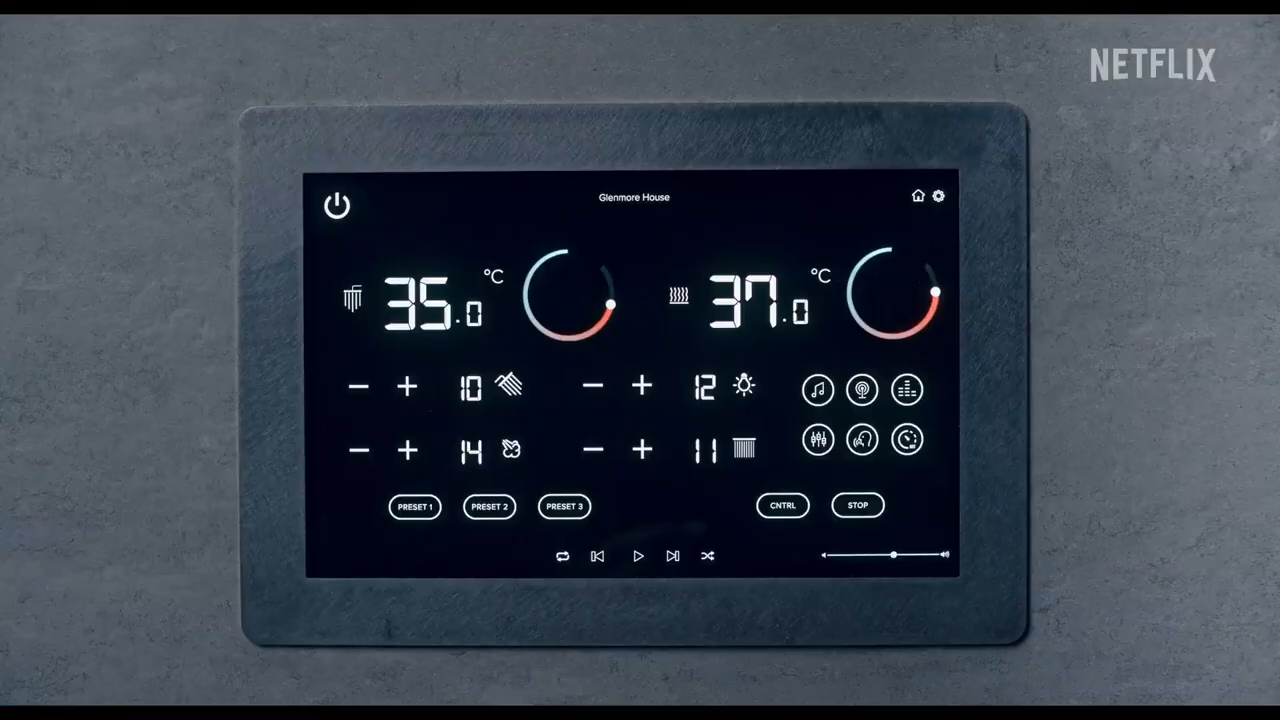 NETFLIX
Glenmore House
35.0 °C
37.0 °C
10
12
14
11
PRESET 1 PRESET 2 PRESET 3 CNTRL STOP